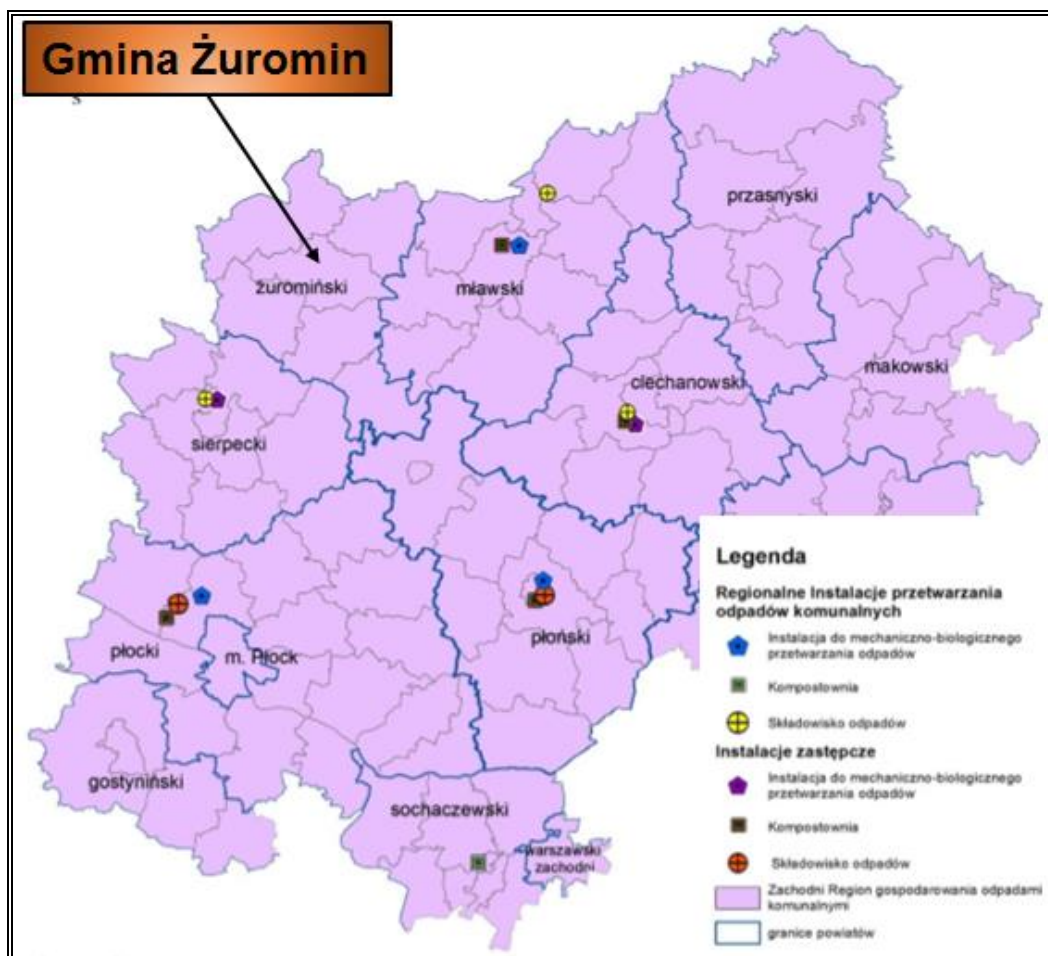 Gmina Żuromin
s
przasnyski
żuromiński
mławski
makowski
ciechanowski
sierpecki
płocki
m. Płock
płoński
gostyniński
sochaczewski
warszawski
zachodni
Legenda
Regionalne Instalacje przetwarzania
odpadów komunalnych
Instalacja do mechaniczno-biologicznego
przetwarzania odpadów
Kompostownia
Składowisko odpadów
Instalacje zastępcze
Instalacja do mechaniczno-biologicznego
przetwarzania odpadów
Kompostownia
Składowisko odpadów
Zachodni Region gospodarowania odpadami
komunalnymi
granice powiatów